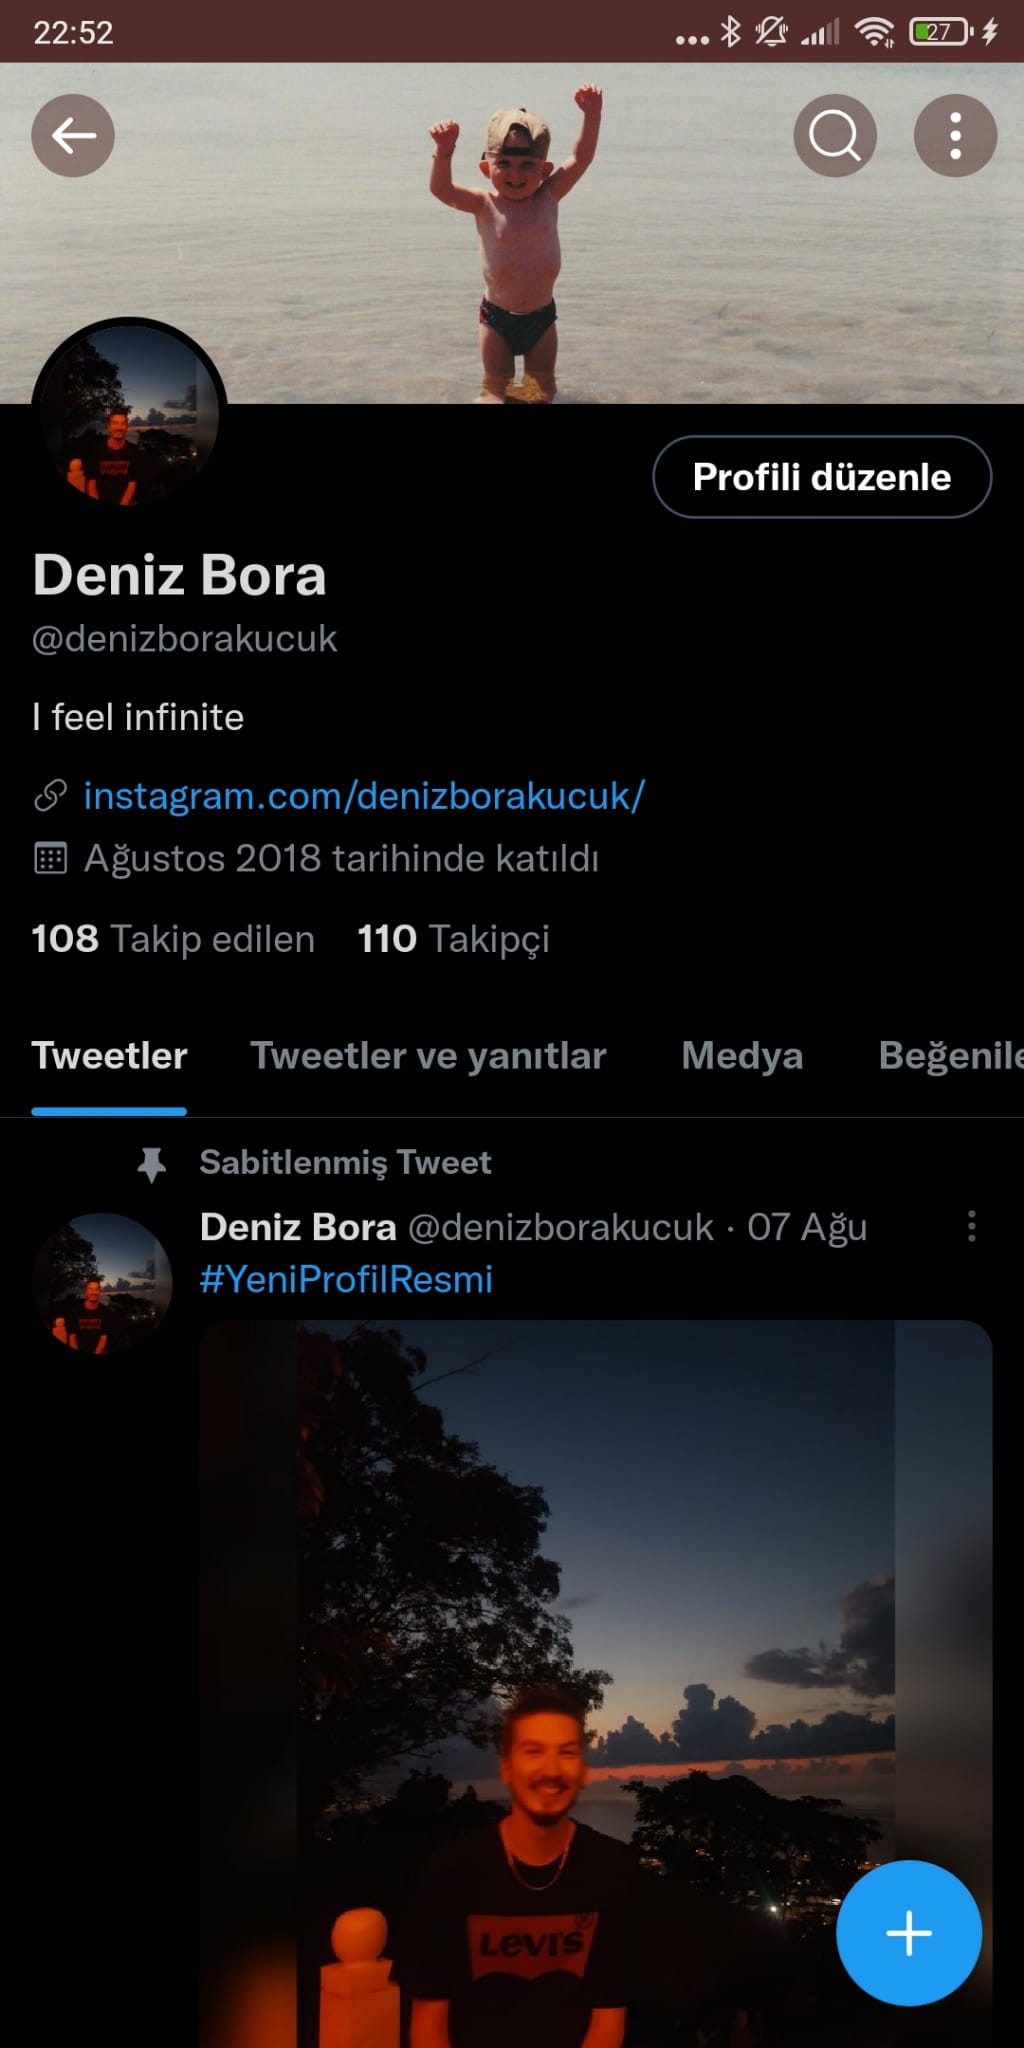 22:52
27
Profili düzenle
Deniz Bora
@denizborakucuk
I feel infinite
instagram.com/denizborakucuk/
Ağustos 2018 tarihinde katıldı
108 Takip edilen 110 Takipçi
Tweetler Tweetler ve yanıtlar Medya Beğenile
Sabitlenmiş Tweet
Deniz Bora @denizborakucuk · 07 Ağu
#YeniProfilResmi
Levi's ®